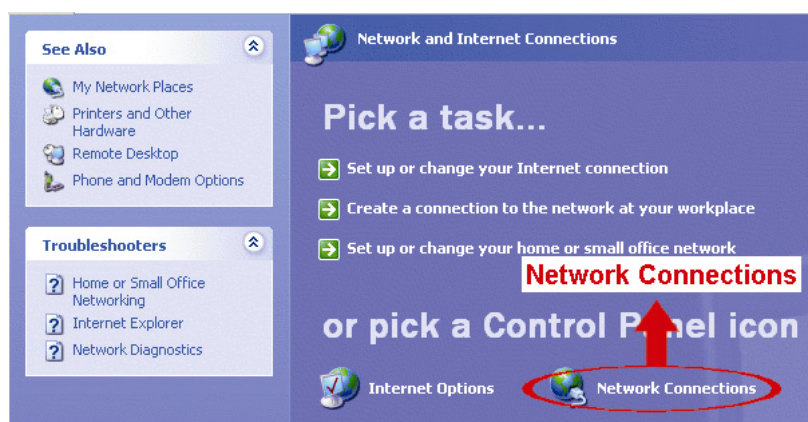 See Also
My Network Places
Printers and Other
Hardware
Remote Desktop
Phone and Modem Options
Troubleshooters
Home or Small Office
Networking
Internet Explorer
Network Diagnostics
Network and Internet Connections
Pick a task...
Set up or change your Internet connection
Create a connection to the network at your workplace
Set up or change your home or small office network
Network Connections
or pick a Control Panel icon
Internet Options
Network Connections